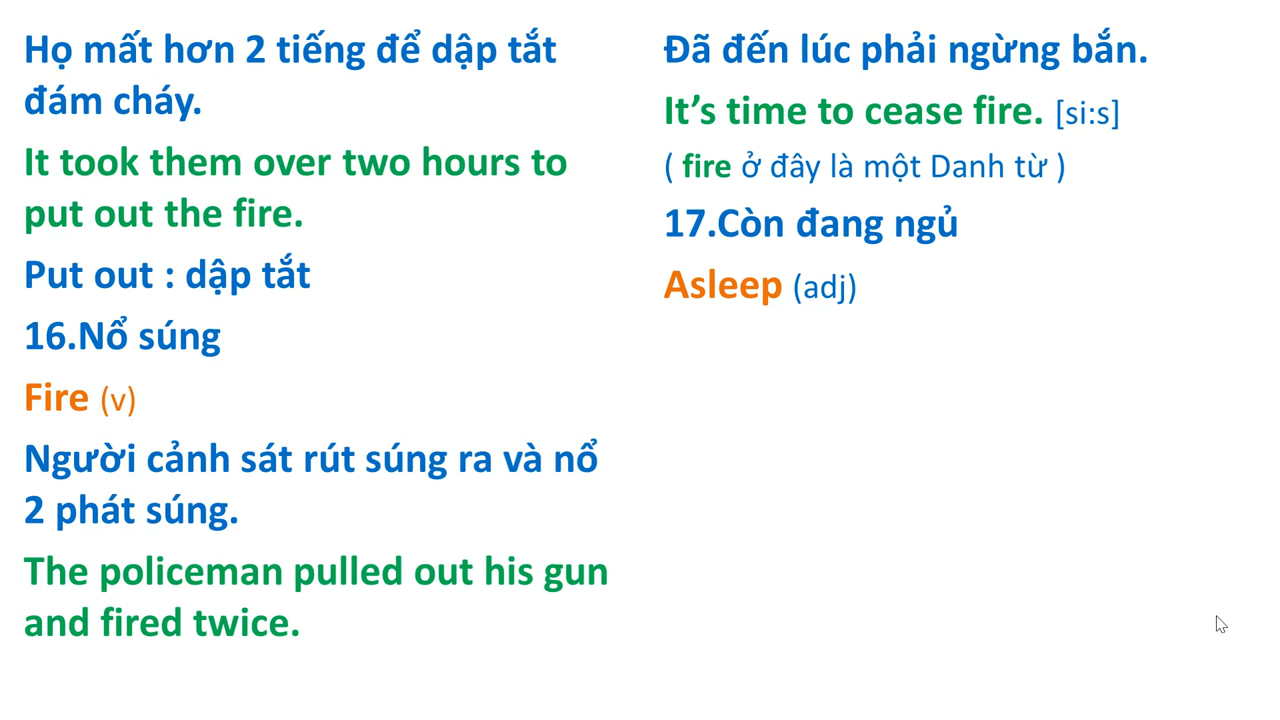 Họ mất hơn 2 tiếng để dập tắt
đám cháy.
It took them over two hours to
put out the fire.
Put out : dập tắt
16.Nổ súng
Fire (v)
Người cảnh sát rút súng ra và nổ
2 phát súng.
The policeman pulled out his gun
and fired twice.
Đã đến lúc phải ngừng bắn.
It’s time to cease fire. [si:s]
( fire ở đây là một Danh từ )
17.Còn đang ngủ
Asleep (adj)